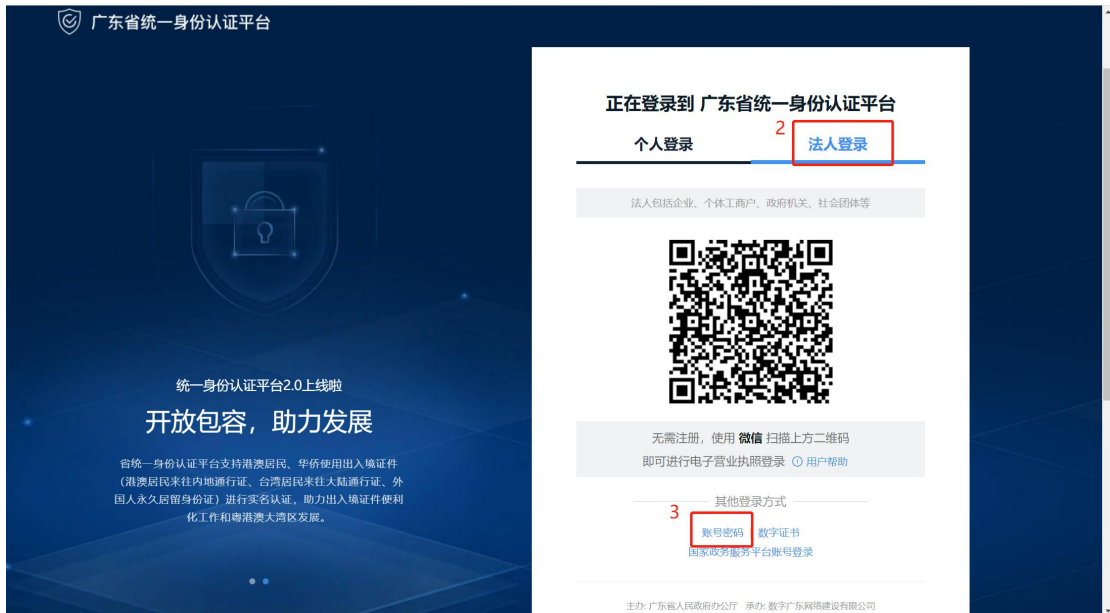 广东省统一身份认证平台
正在登录到 广东省统一身份认证平台
个人登录
2
法人登录
法人包括企业、个体工商户、政府机关、社会团体等
统一身份认证平台2.0上线啦
开放包容，助力发展
省统一身份认证平台支持港澳居民、华侨使用出入境证件
（港澳居民来往内地通行证、台湾居民来往大陆通行证、外
国人永久居留身份证）进行实名认证，助力出入境证件便利
化工作和粤港澳大湾区发展。
无需注册，使用 微信 扫描上方二维码
即可进行电子营业执照登录 用户帮助
其他登录方式
3
账号密码 数字证书
国家政务服务平台账号登录
主办: 广东省人民政府办公厅 承办: 数字广东网络建设有限公司